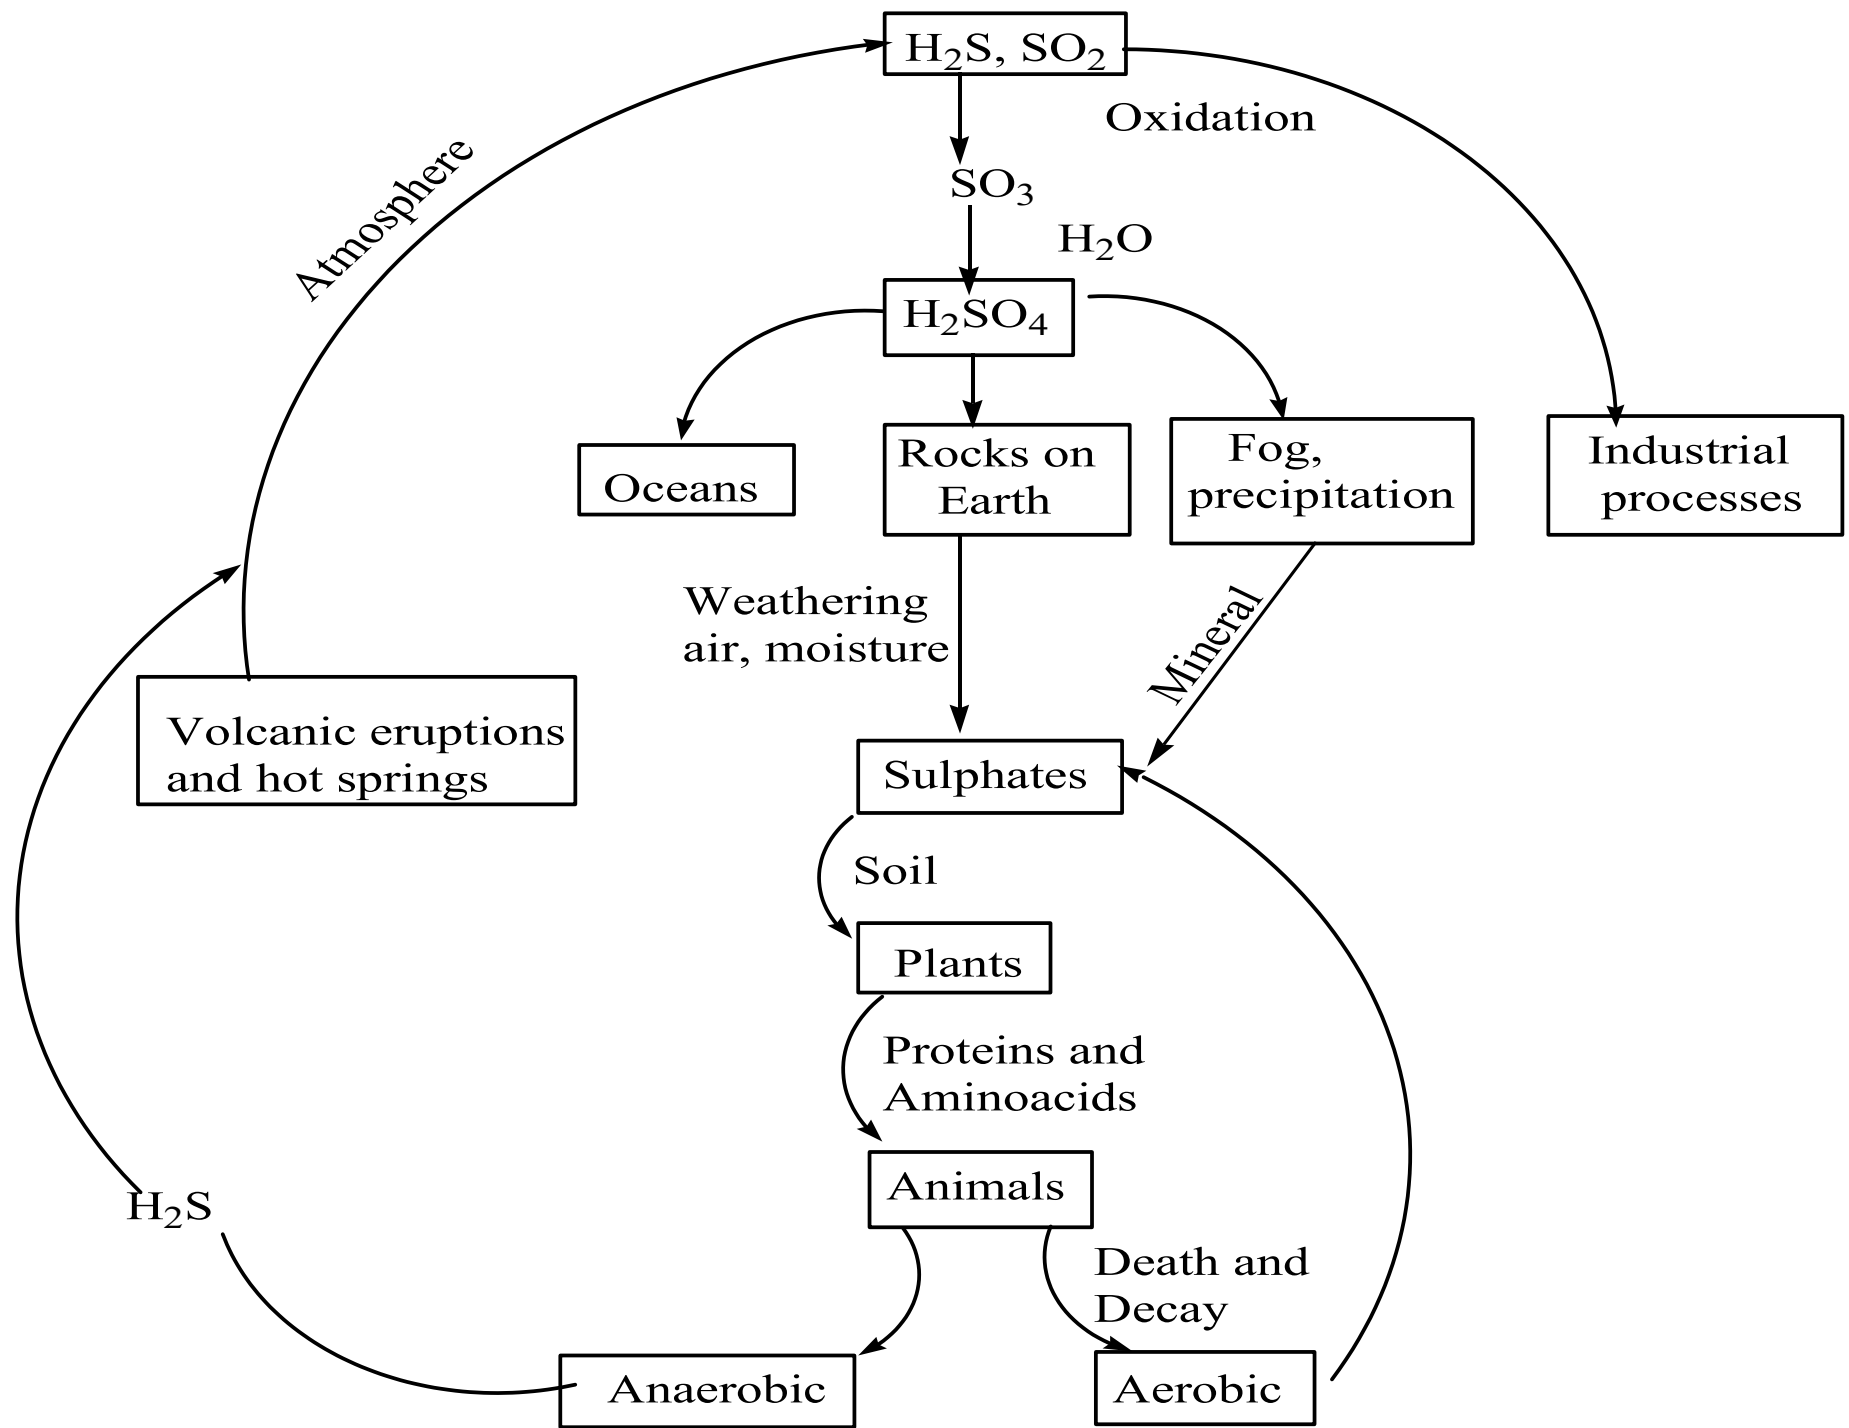 H₂S, SO₂
Oxidation
Atmosphere
SO₃
H₂O
H₂SO₄
Oceans
Rocks on
Earth
Fog,
precipitation
Industrial
processes
Weathering
air, moisture
Mineral
Volcanic eruptions
and hot springs
Sulphates
Soil
Plants
Proteins and
Aminoacids
Animals
H₂S
Death and
Decay
Anaerobic
Aerobic